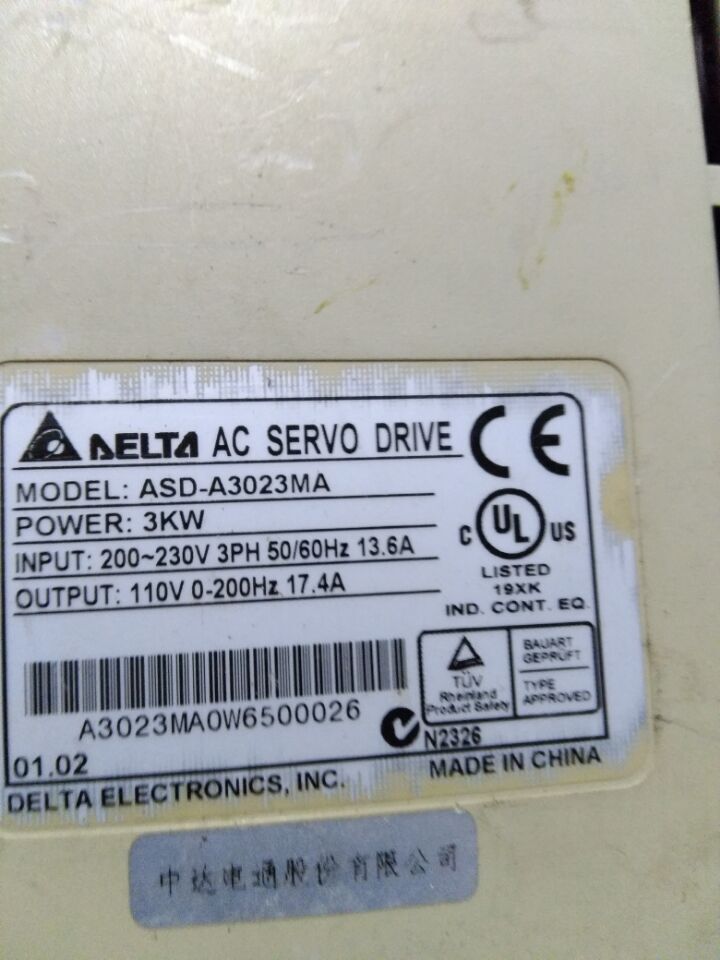 DELTA AC SERVO DRIVE
CE
MODEL: ASD-A3023MA
POWER: 3KW
INPUT: 200~230V 3PH 50/60Hz 13.6A
OUTPUT: 110V 0-200Hz 17.4A
C UL US
LISTED
19XK
IND. CONT. EQ.
TÜV
Rheinland
Product Safety
BAUART
GEPRÜFT
TYPE
APPROVED
A3023MA0W6500026
N2326
01.02
MADE IN CHINA
DELTA ELECTRONICS, INC.
中达电通股份有限公司